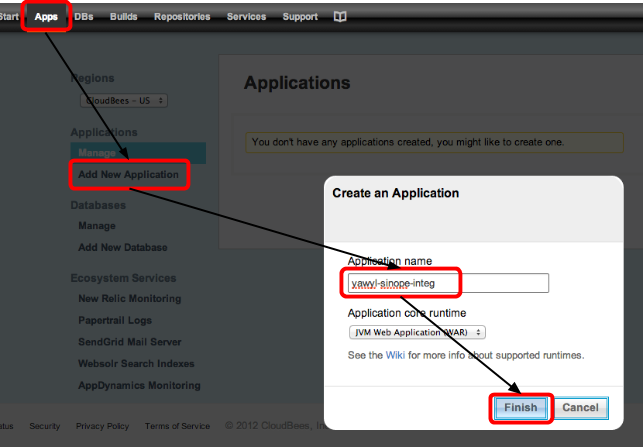 Start Apps DBs Builds Repositories Services Support
Regions
CloudBees – US
Applications
Manage
Add New Application
Databases
Manage
Add New Database
Ecosystem Services
New Relic Monitoring
Papertrail Logs
SendGrid Mail Server
Websolr Search Indexes
AppDynamics Monitoring
Applications
You don't have any applications created, you might like to create one.
Create an Application
Application name
yawyl-sinope-integ
Application core runtime
JVM Web Application (WAR)
See the Wiki for more info about supported runtimes.
Finish Cancel
Security Privacy Policy Terms of Service © 2012 CloudBees,